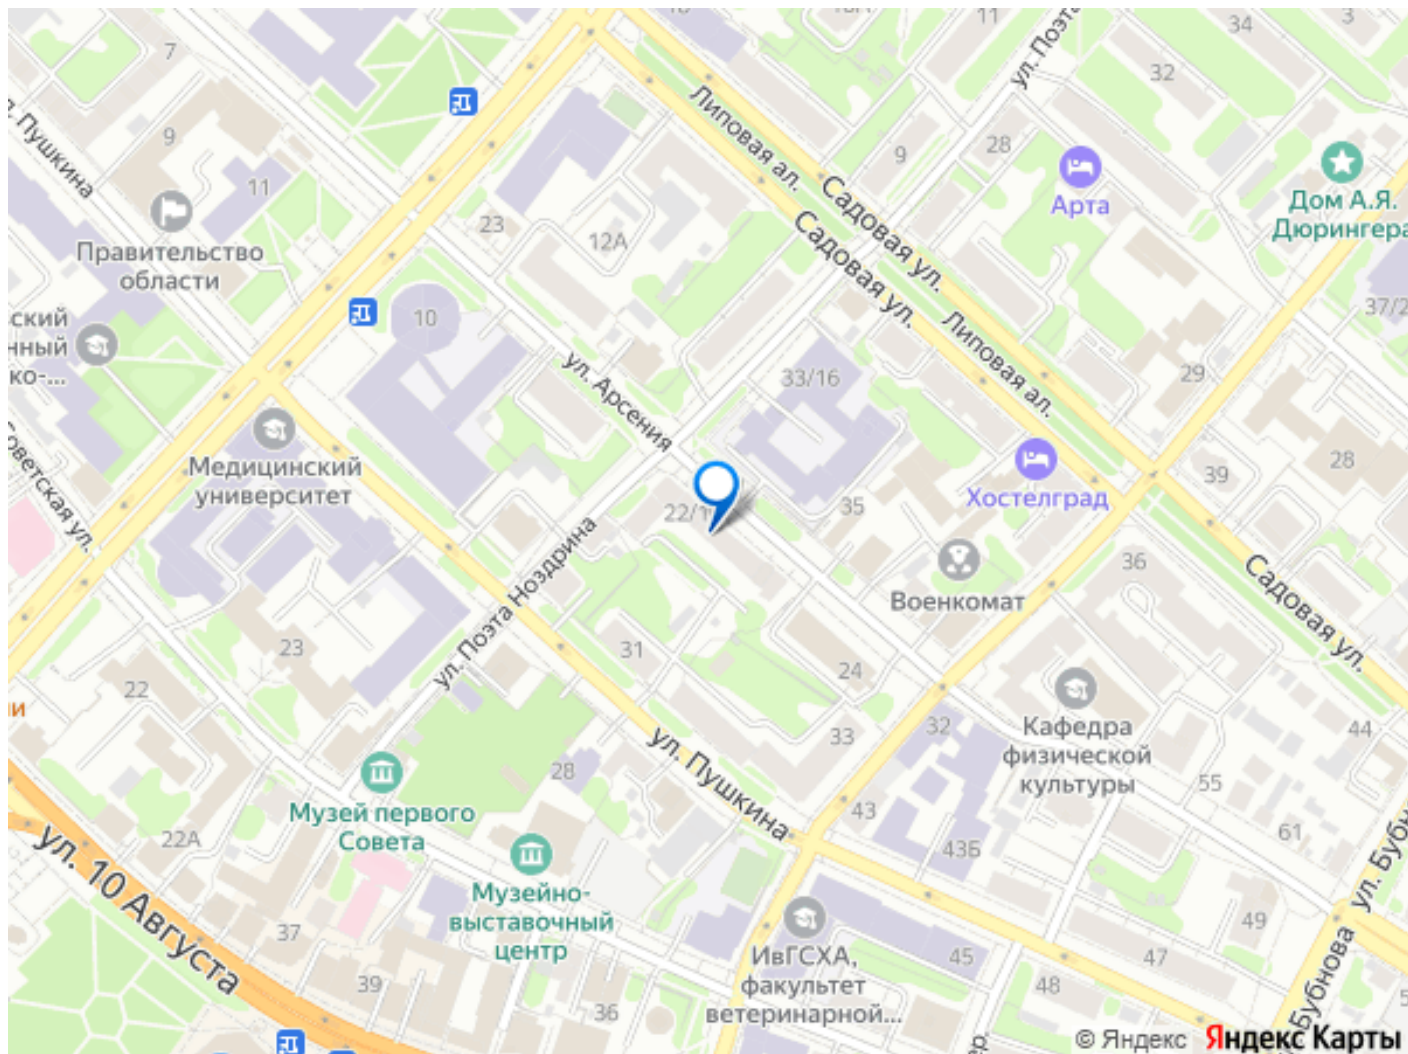 7
34
11
3
ул. Поэта
32
Липовая ал.
9
28
9
ул. Пушкина
11
Арта
Дом А.Я.
Дюрингера
Правительство
области
23
12А
Садовая ул.
Садовая ул.
37/2
10
Липовая ал.
29
33/16
ул. Арсения
Медицинский
университет
Советская ул.
39
28
Хостелград
22/1
35
36
Военкомат
Садовая ул.
ул. Поэта Ноздрина
23
31
24
22
Кафедра
физической
культуры
32
33
44
ул. Пушкина
28
55
Музей первого
Совета
43
61
22А
43Б
ул. Бубнова
ул. 10 Августа
Музейно-
выставочный
центр
49
37
ИвГСХА,
факультет
ветеринарной...
45
47
39
48
36
Бубнова
© Яндекс Яндекс Карты